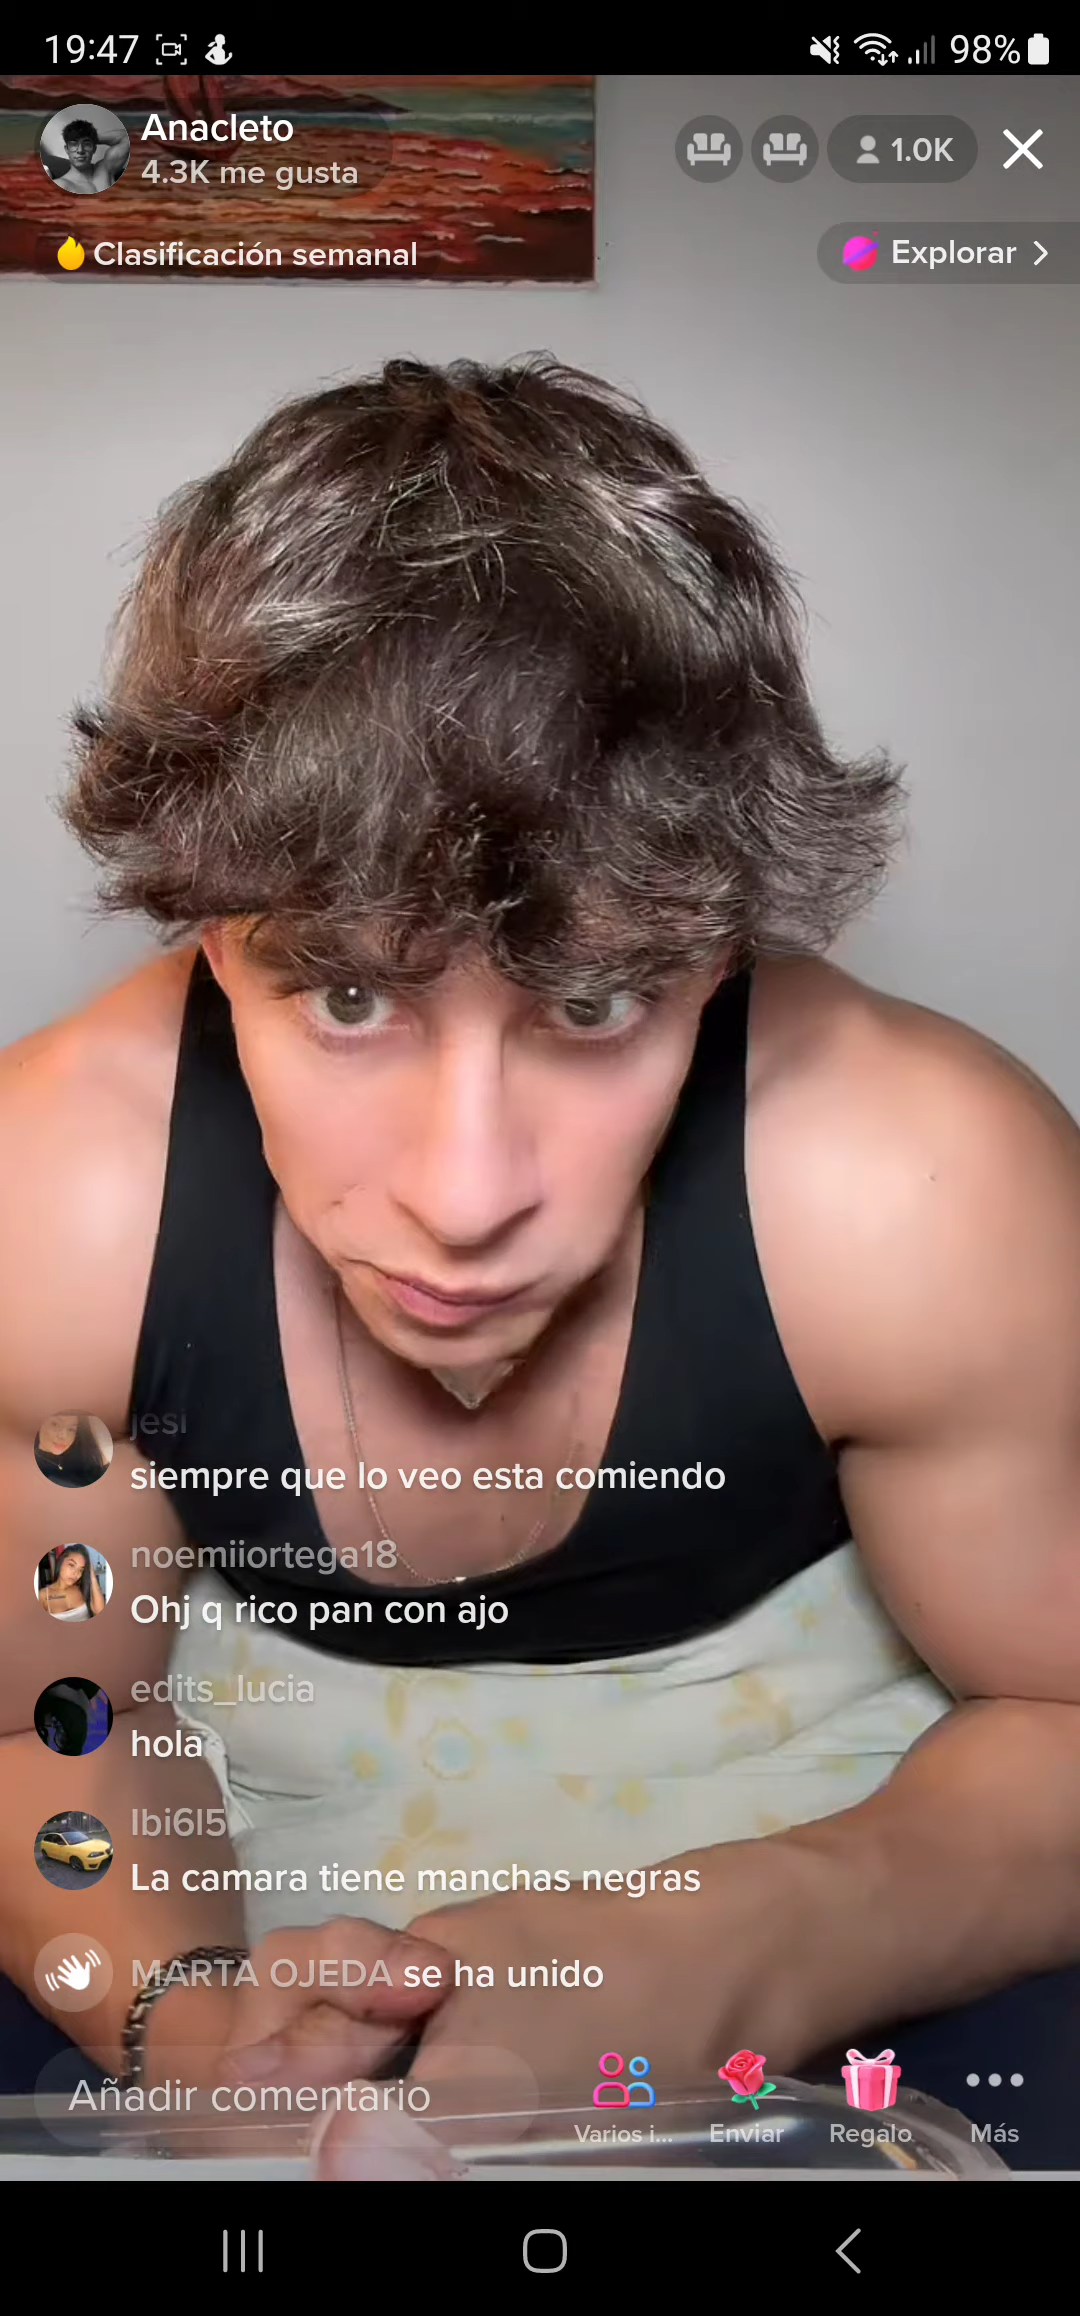 19:47
98%
Anacleto
4.3K me gusta
1.0K
Clasificación semanal
Explorar
jesi
siempre que lo veo esta comiendo
noemiiortega18
Ohj q rico pan con ajo
edits_lucia
hola
Ibi6I5
La camara tiene manchas negras
MARTA OJEDA se ha unido
Añadir comentario
Varios i...
Enviar
Regalo
Más